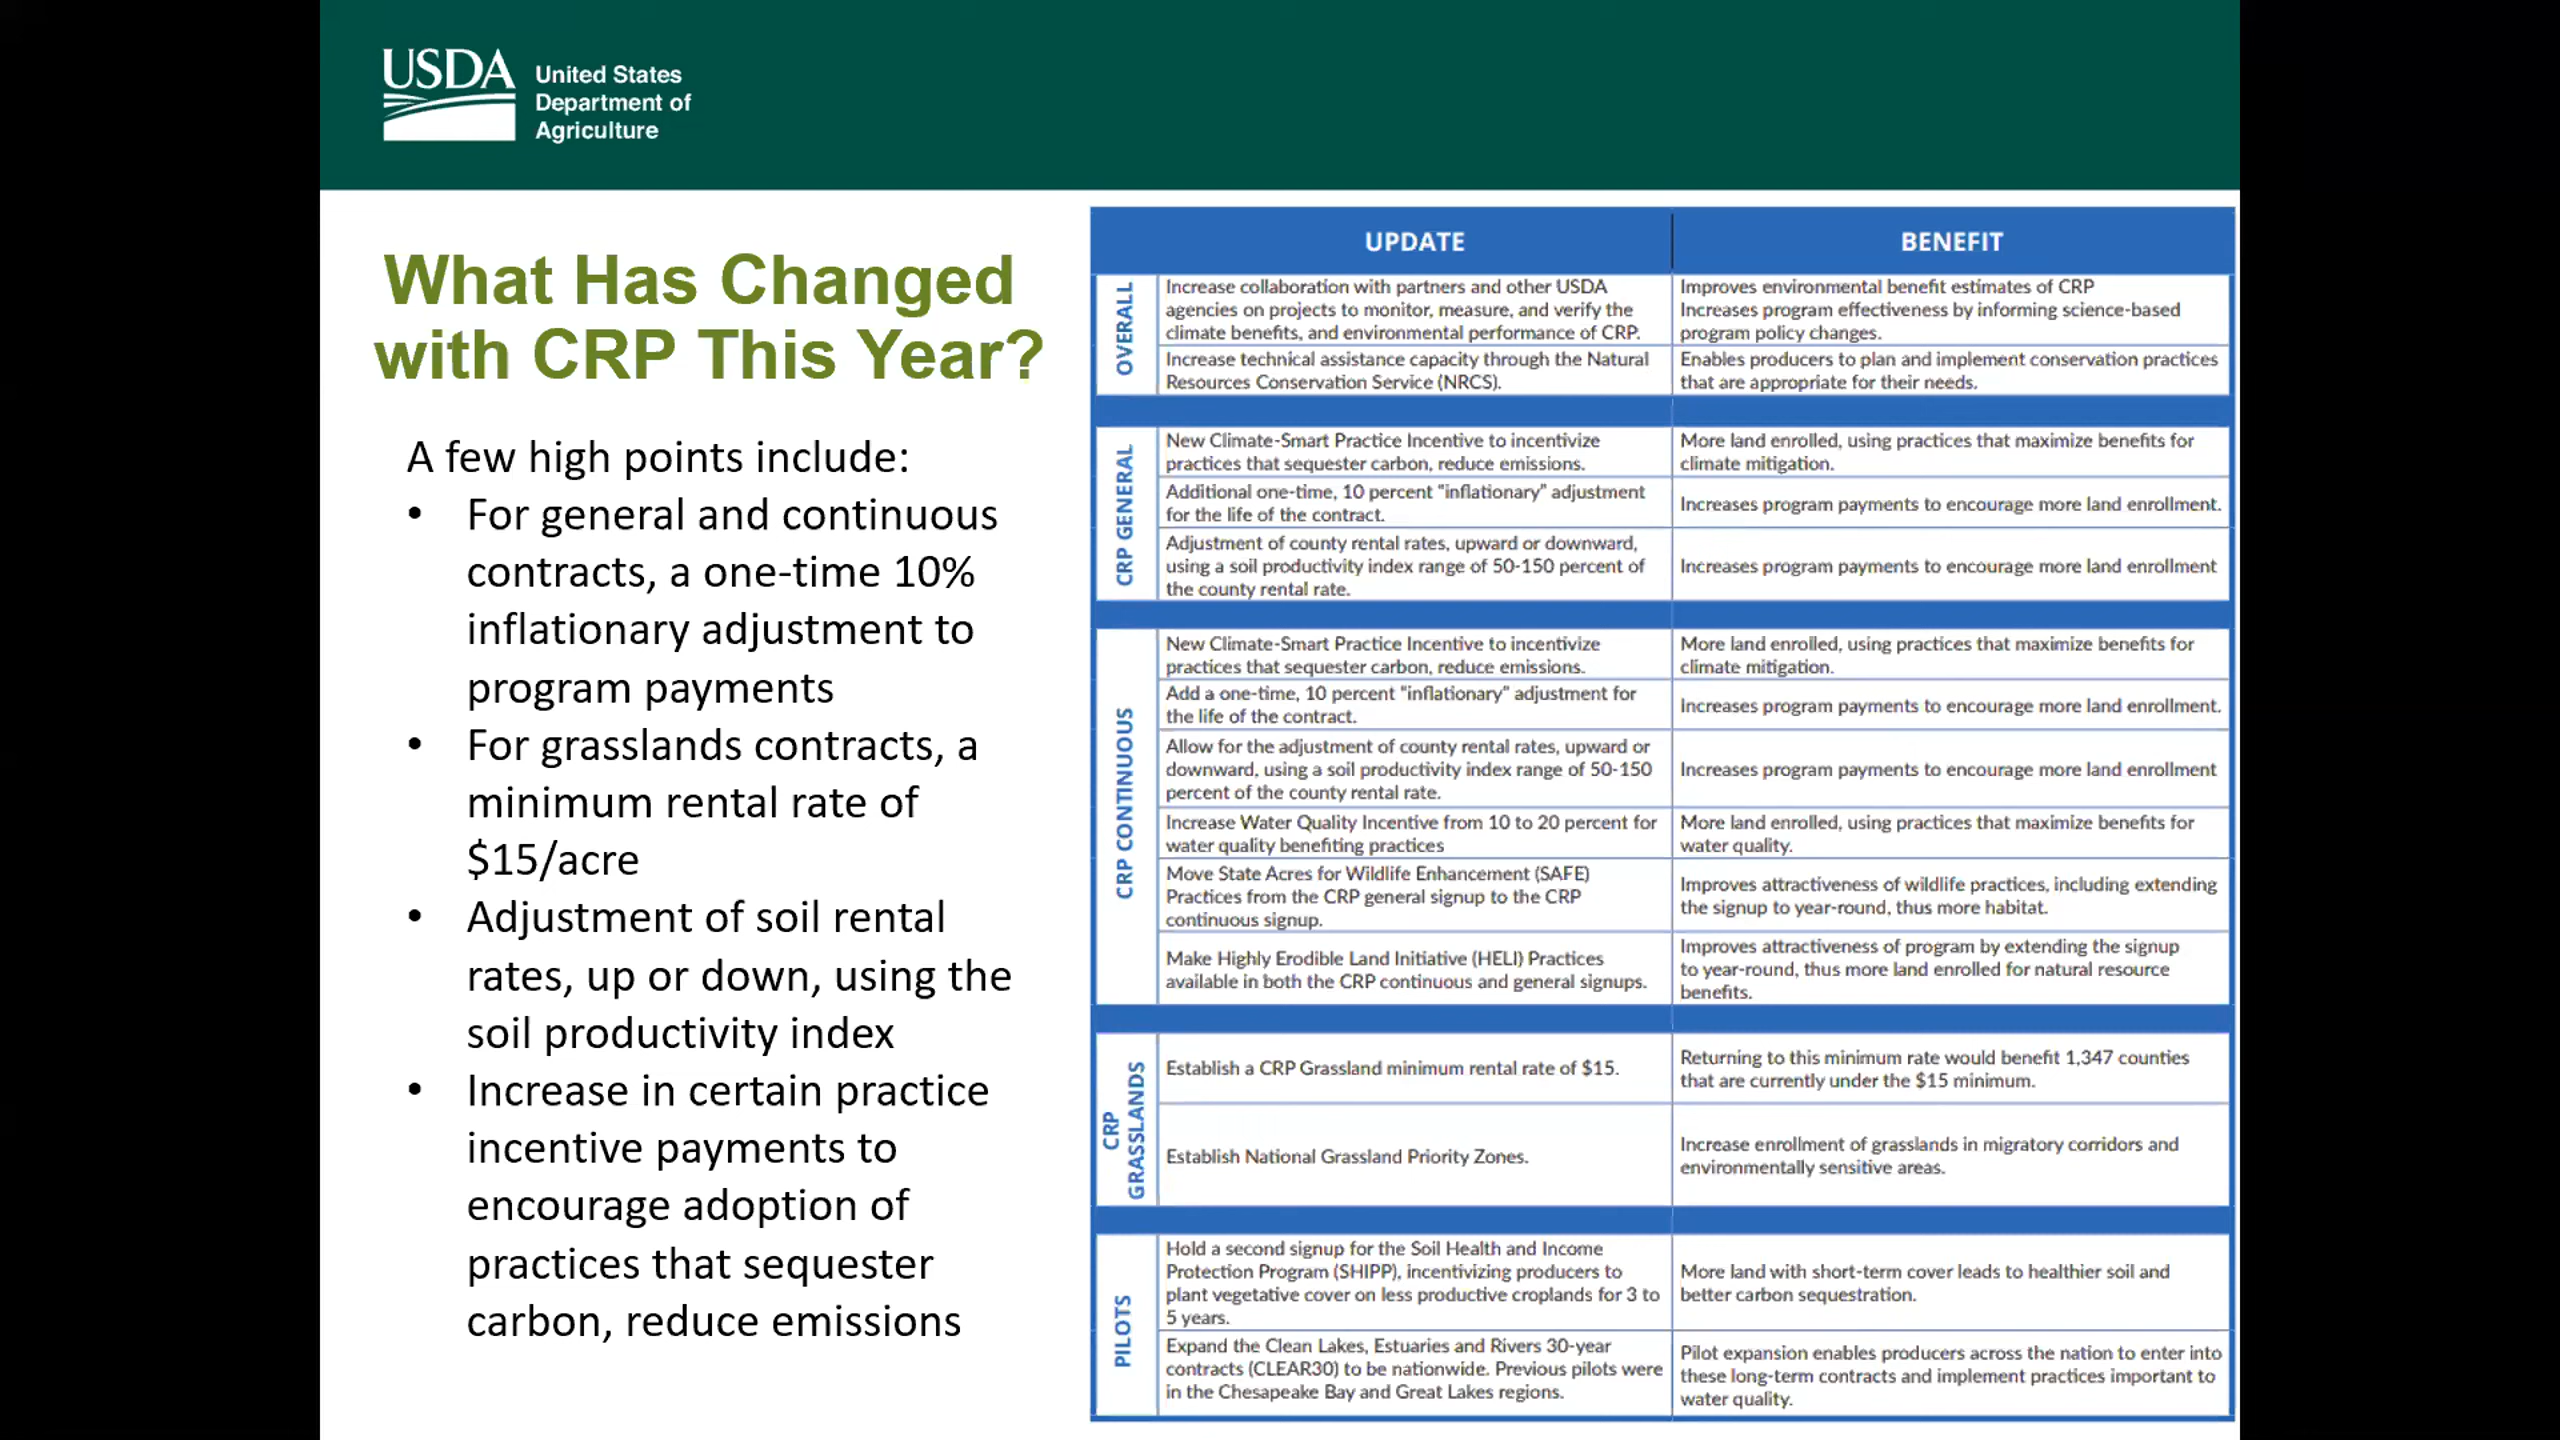 USDA
United States
Department of
Agriculture
What Has Changed
with CRP This Year?
A few high points include:
• For general and continuous
contracts, a one-time 10%
inflationary adjustment to
program payments
• For grasslands contracts, a
minimum rental rate of
$15/acre
• Adjustment of soil rental
rates, up or down, using the
soil productivity index
• Increase in certain practice
incentive payments to
encourage adoption of
practices that sequester
carbon, reduce emissions
UPDATE
BENEFIT
OVERALL
Increase collaboration with partners and other USDA
agencies on projects to monitor, measure, and verify the
climate benefits, and environmental performance of CRP.
Improves environmental benefit estimates of CRP
Increases program effectiveness by informing science-based
program policy changes.
Increase technical assistance capacity through the Natural
Resources Conservation Service (NRCS).
Enables producers to plan and implement conservation practices
that are appropriate for their needs.
CRP GENERAL
New Climate-Smart Practice Incentive to incentivize
practices that sequester carbon, reduce emissions.
More land enrolled, using practices that maximize benefits for
climate mitigation.
Additional one-time, 10 percent "inflationary" adjustment
for the life of the contract.
Increases program payments to encourage more land enrollment.
Adjustment of county rental rates, upward or downward,
using a soil productivity index range of 50-150 percent of
the county rental rate.
Increases program payments to encourage more land enrollment
CRP CONTINUOUS
New Climate-Smart Practice Incentive to incentivize
practices that sequester carbon, reduce emissions.
More land enrolled, using practices that maximize benefits for
climate mitigation.
Add a one-time, 10 percent "inflationary" adjustment for
the life of the contract.
Increases program payments to encourage more land enrollment.
Allow for the adjustment of county rental rates, upward or
downward, using a soil productivity index range of 50-150
percent of the county rental rate.
Increases program payments to encourage more land enrollment
Increase Water Quality Incentive from 10 to 20 percent for
water quality benefiting practices
More land enrolled, using practices that maximize benefits for
water quality.
Move State Acres for Wildlife Enhancement (SAFE)
Practices from the CRP general signup to the CRP
continuous signup.
Improves attractiveness of wildlife practices, including extending
the signup to year-round, thus more habitat.
Make Highly Erodible Land Initiative (HELI) Practices
available in both the CRP continuous and general signups.
Improves attractiveness of program by extending the signup
to year-round, thus more land enrolled for natural resource
benefits.
CRP
GRASSLANDS
Establish a CRP Grassland minimum rental rate of $15.
Returning to this minimum rate would benefit 1,347 counties
that are currently under the $15 minimum.
Establish National Grassland Priority Zones.
Increase enrollment of grasslands in migratory corridors and
environmentally sensitive areas.
PILOTS
Hold a second signup for the Soil Health and Income
Protection Program (SHIPP), incentivizing producers to
plant vegetative cover on less productive croplands for 3 to
5 years.
More land with short-term cover leads to healthier soil and
better carbon sequestration.
Expand the Clean Lakes, Estuaries and Rivers 30-year
contracts (CLEAR30) to be nationwide. Previous pilots were
in the Chesapeake Bay and Great Lakes regions.
Pilot expansion enables producers across the nation to enter into
these long-term contracts and implement practices important to
water quality.